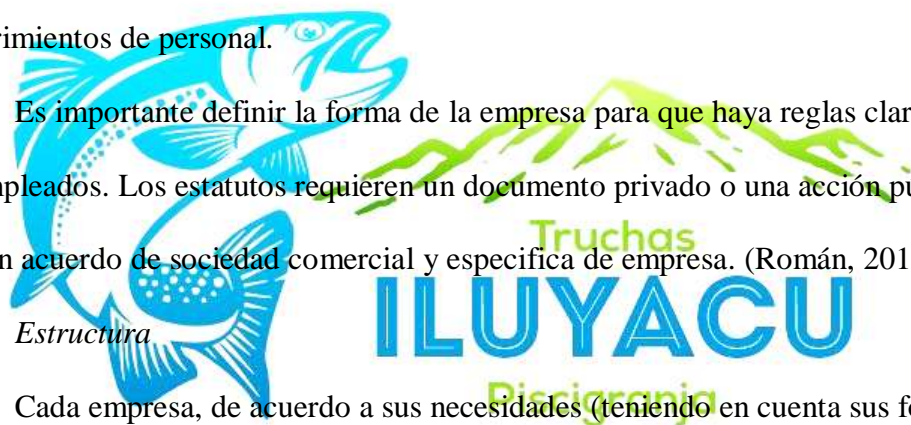 rimientos de personal.
Es importante definir la forma de la empresa para que haya reglas clar
pleados. Los estatutos requieren un documento privado o una acción pu
n acuerdo de sociedad comercial y especifica de empresa. (Román, 201
Truchas
ILUYACU
Estructura
Piscigranja
Cada empresa, de acuerdo a sus necesidades (teniendo en cuenta sus fo